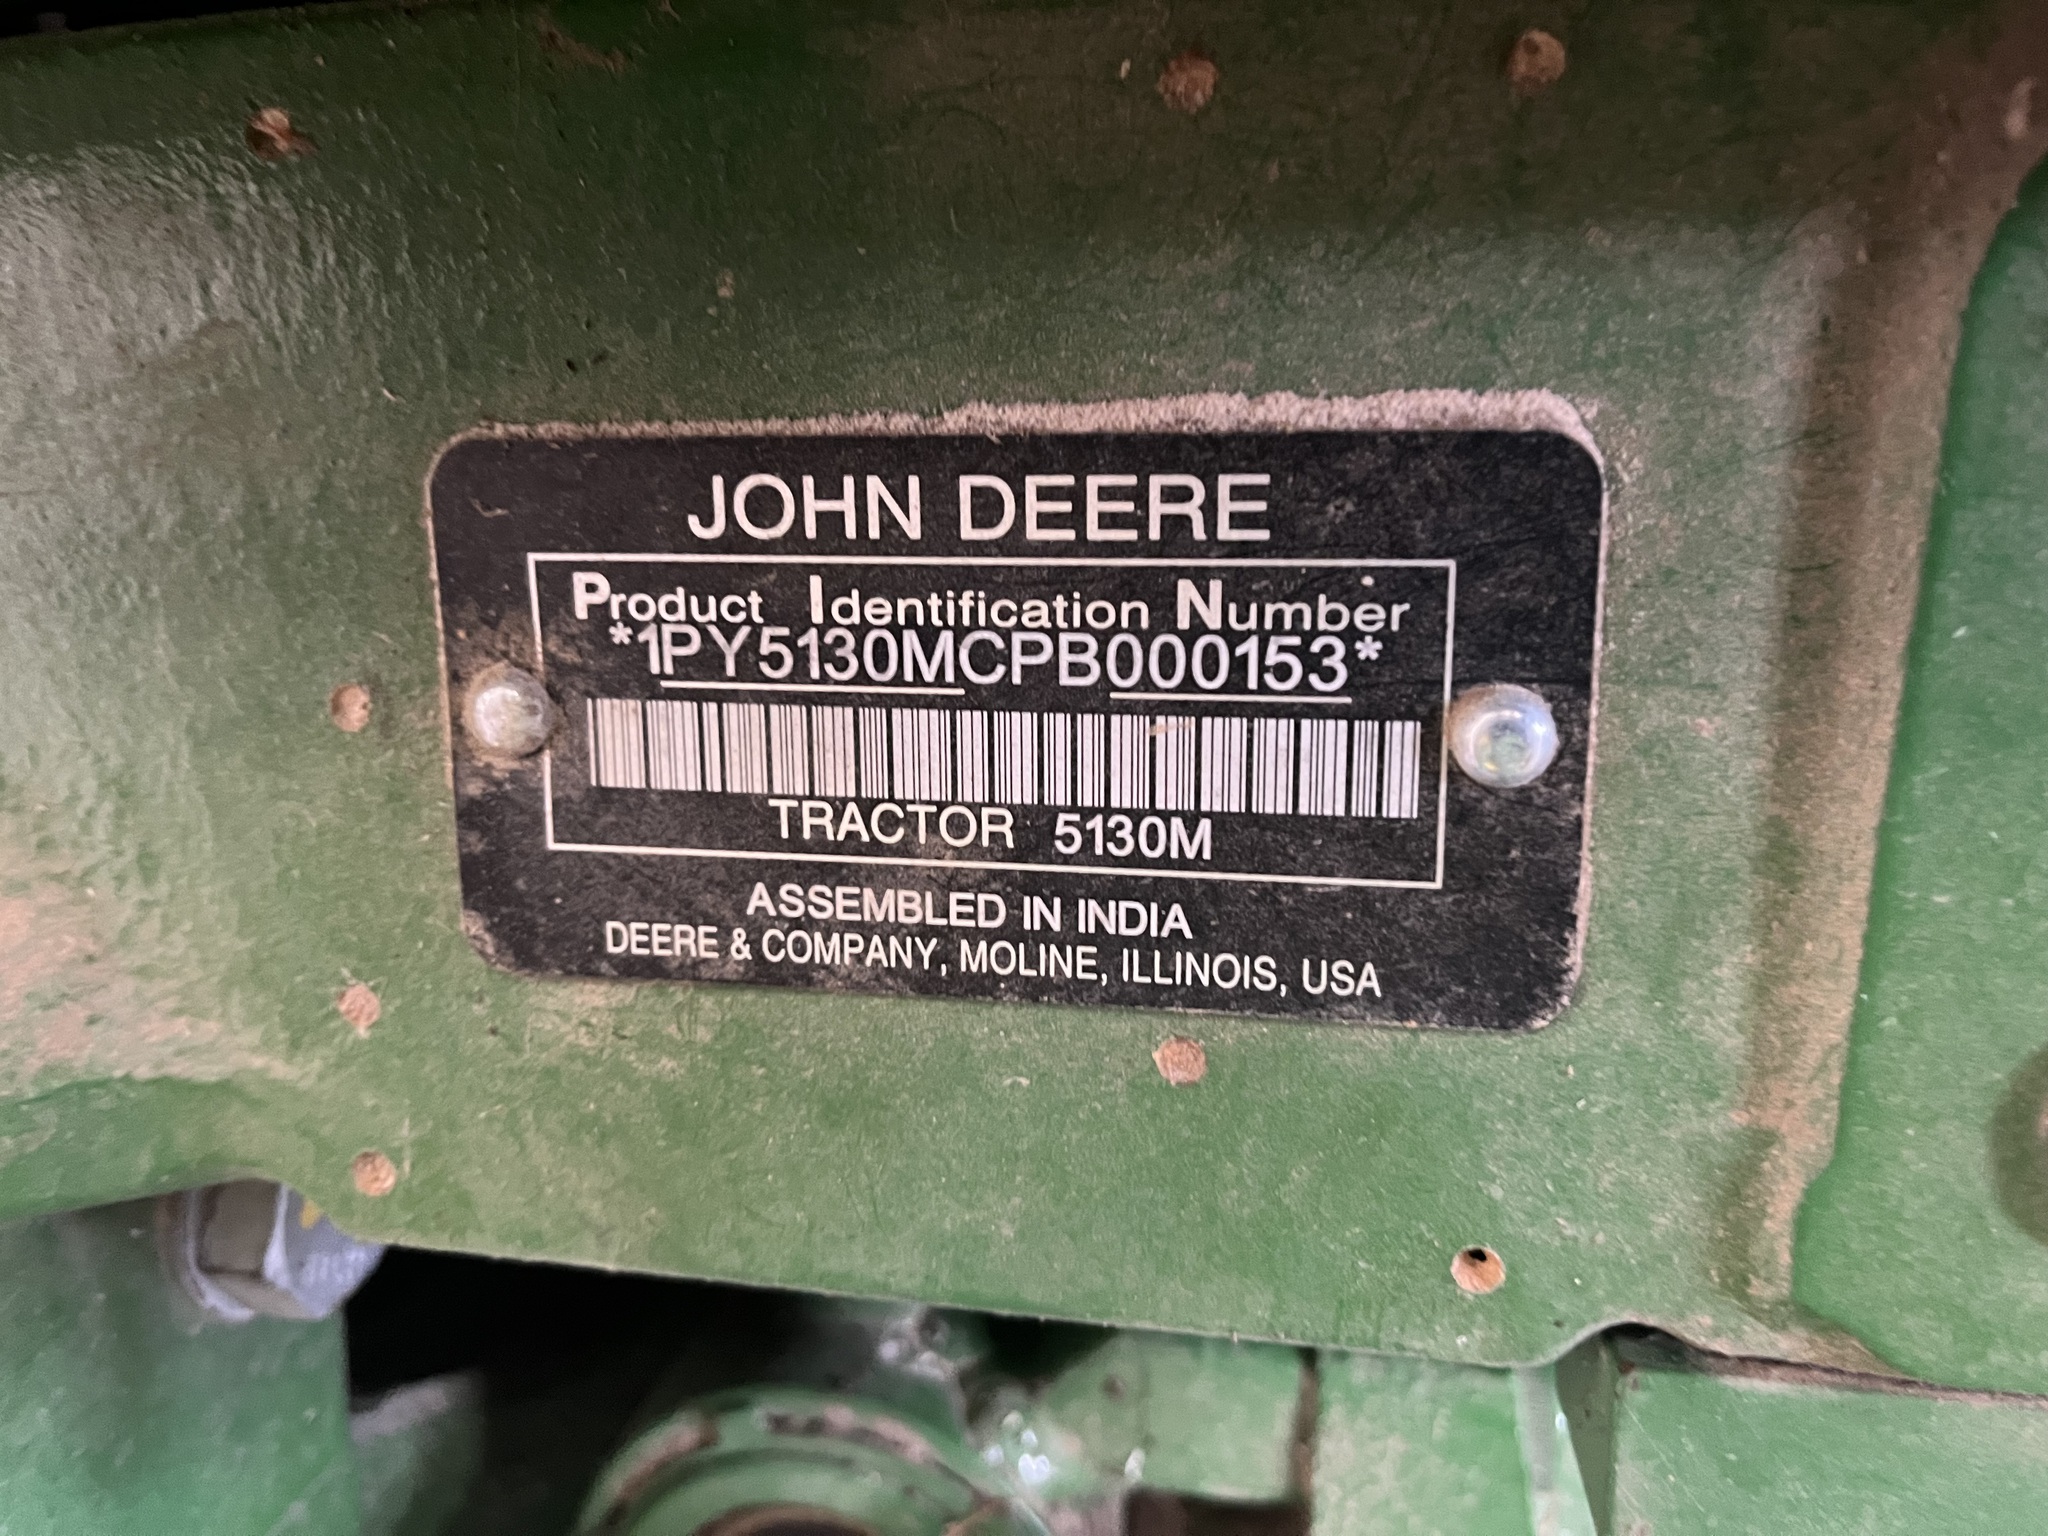 JOHN DEERE
Product Identification Number
*1PY5130MCPB000153*
TRACTOR 5130M
ASSEMBLED IN INDIA
DEERE & COMPANY, MOLINE, ILLINOIS, USA